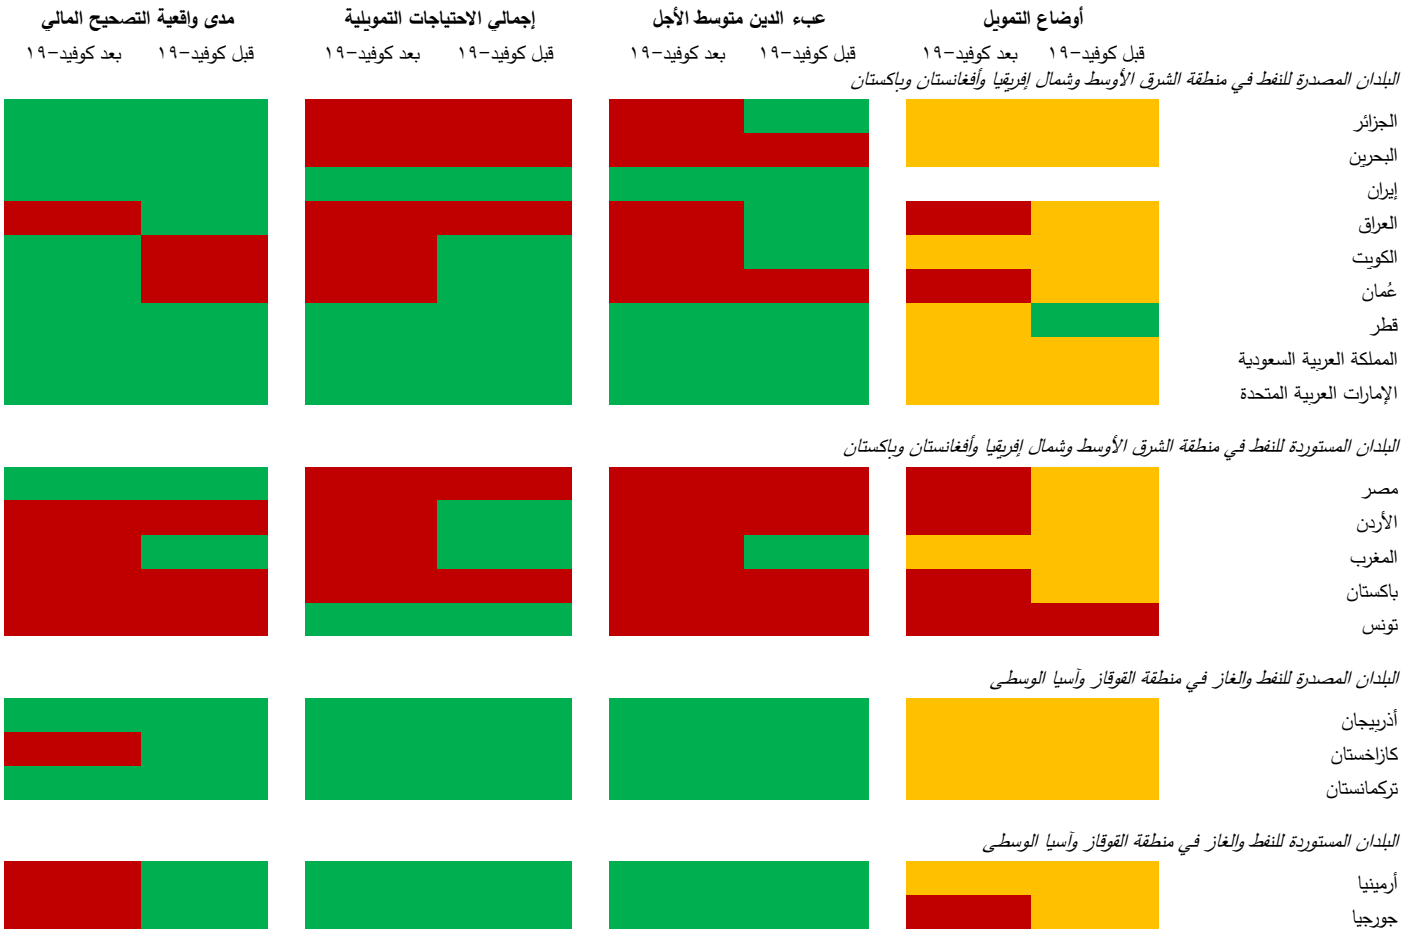 أوضاع التمويل عبء الدين متوسط الأجل إجمالي الاحتياجات التمويلية مدى واقعية التصحيح المالي
قبل كوفيد-١٩ بعد كوفيد-١٩ قبل كوفيد-١٩ بعد كوفيد-١٩ قبل كوفيد-١٩ بعد كوفيد-١٩ قبل كوفيد-١٩ بعد كوفيد-١٩
البلدان المصدرة للنفط في منطقة الشرق الأوسط وشمال إفريقيا وأفغانستان وباكستان
الجزائر
البحرين
إيران
العراق
الكويت
عُمان
قطر
المملكة العربية السعودية
الإمارات العربية المتحدة
البلدان المستوردة للنفط في منطقة الشرق الأوسط وشمال إفريقيا وأفغانستان وباكستان
مصر
الأردن
المغرب
باكستان
تونس
البلدان المصدرة للنفط والغاز في منطقة القوقاز وآسيا الوسطى
أذربيجان
كازاخستان
تركمانستان
البلدان المستوردة للنفط والغاز في منطقة القوقاز وآسيا الوسطى
أرمينيا
جورجيا